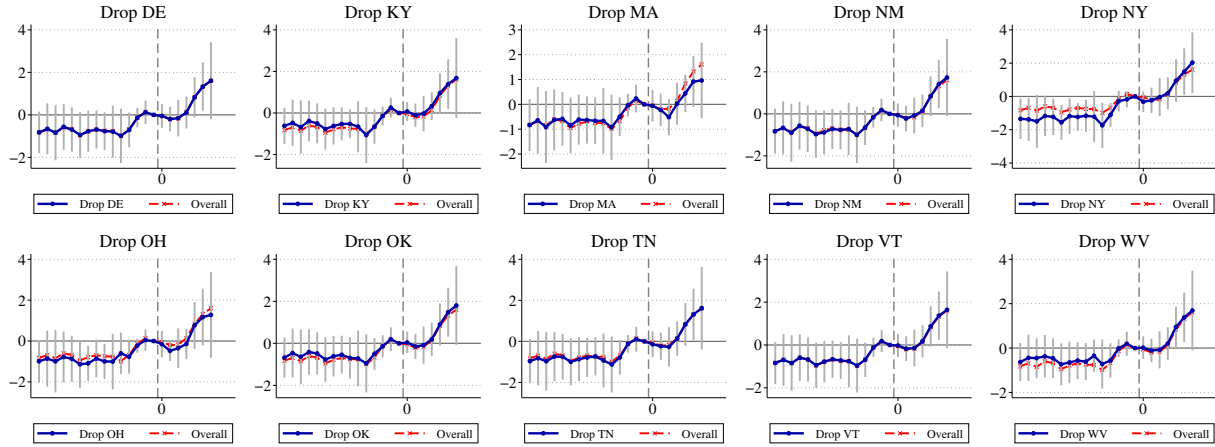 Drop DE
4
2
0
−2
0
Drop DE Overall
Drop KY
4
2
0
−2
0
Drop KY Overall
Drop MA
3
2
1
0
−1
−2
0
Drop MA Overall
Drop NM
4
2
0
−2
0
Drop NM Overall
Drop NY
4
2
0
−2
−4
0
Drop NY Overall
Drop OH
4
2
0
−2
0
Drop OH Overall
Drop OK
4
2
0
−2
0
Drop OK Overall
Drop TN
4
2
0
−2
0
Drop TN Overall
Drop VT
4
2
0
−2
0
Drop VT Overall
Drop WV
4
2
0
−2
0
Drop WV Overall